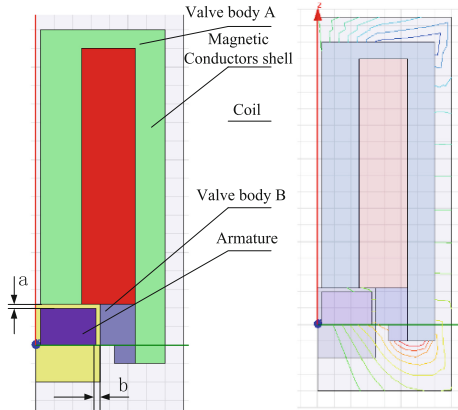 Valve body A
Magnetic
Conductors shell
Coil
Valve body B
Armature
a
b
z